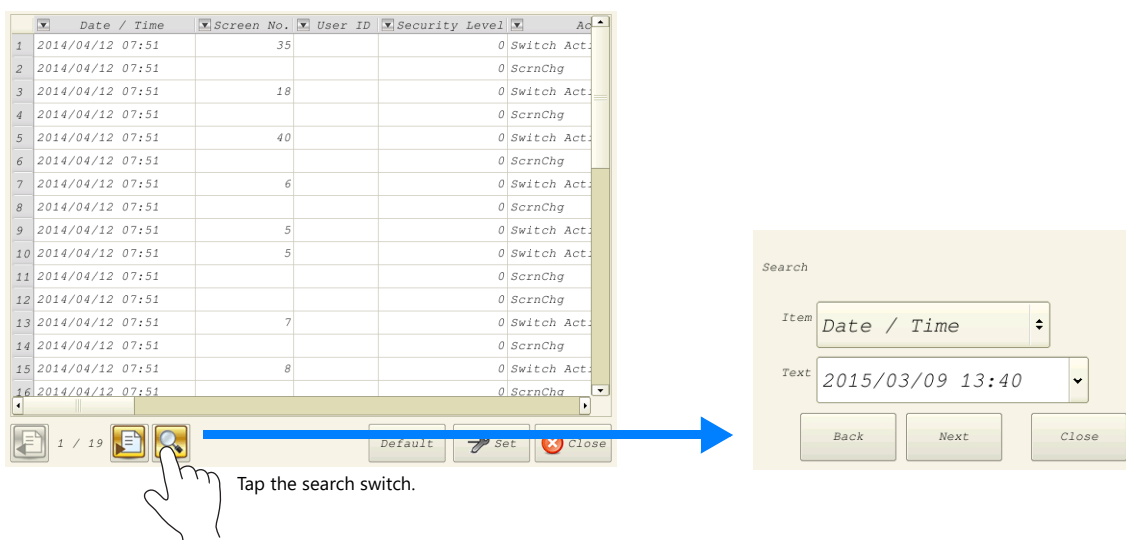 Date / Time Screen No. User ID Security Level Ac
1 2014/04/12 07:51 35 0 Switch Act
2 2014/04/12 07:51 0 ScrnChg
3 2014/04/12 07:51 18 0 Switch Act
4 2014/04/12 07:51 0 ScrnChg
5 2014/04/12 07:51 40 0 Switch Act
6 2014/04/12 07:51 0 ScrnChg
7 2014/04/12 07:51 6 0 Switch Act
8 2014/04/12 07:51 0 ScrnChg
9 2014/04/12 07:51 5 0 Switch Act
10 2014/04/12 07:51 5 0 Switch Act
11 2014/04/12 07:51 0 ScrnChg
12 2014/04/12 07:51 0 ScrnChg
13 2014/04/12 07:51 7 0 Switch Act
14 2014/04/12 07:51 0 ScrnChg
15 2014/04/12 07:51 8 0 Switch Act
16 2014/04/12 07:51 0 ScrnChg
1 / 19 Default Set Close
Tap the search switch.
Search
Item Date / Time
Text 2015/03/09 13:40
Back Next Close